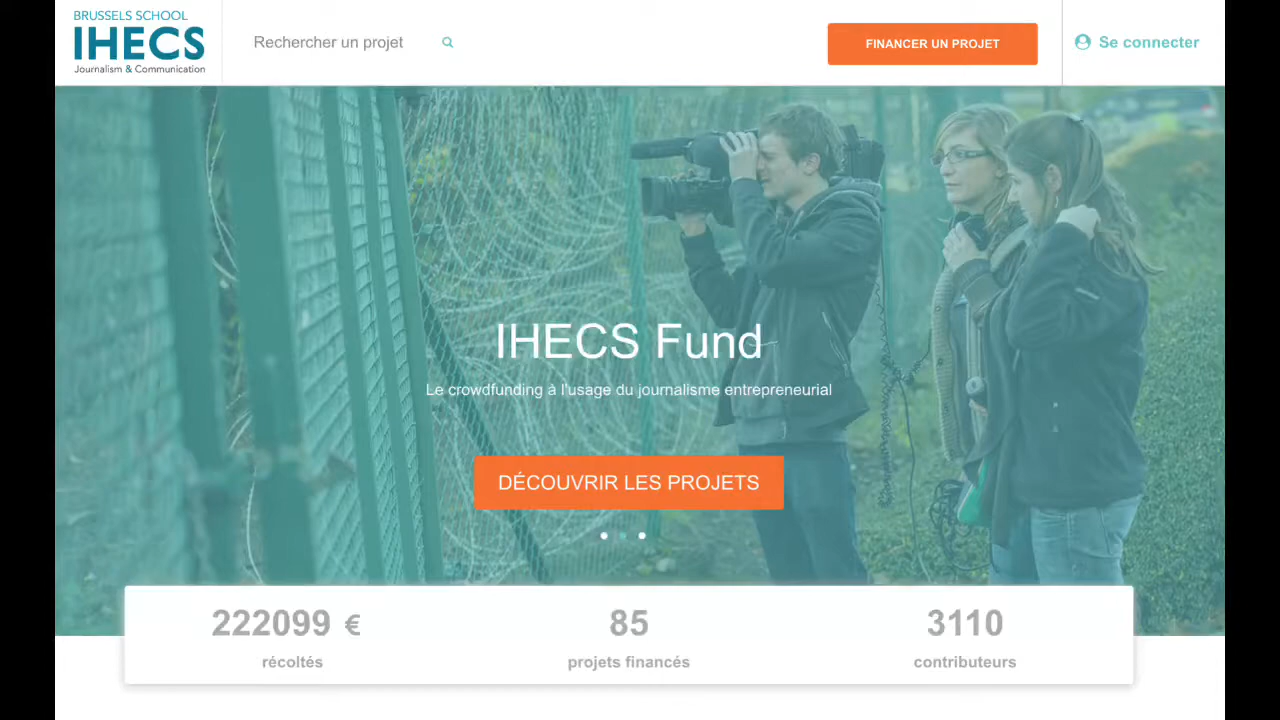 BRUSSELS SCHOOL
IHECS
Journalism & Communication
Rechercher un projet
FINANCER UN PROJET
Se connecter
IHECS Fund
Le crowdfunding à l'usage du journalisme entrepreneurial
DÉCOUVRIR LES PROJETS
222099 €
récoltés
85
projets financés
3110
contributeurs